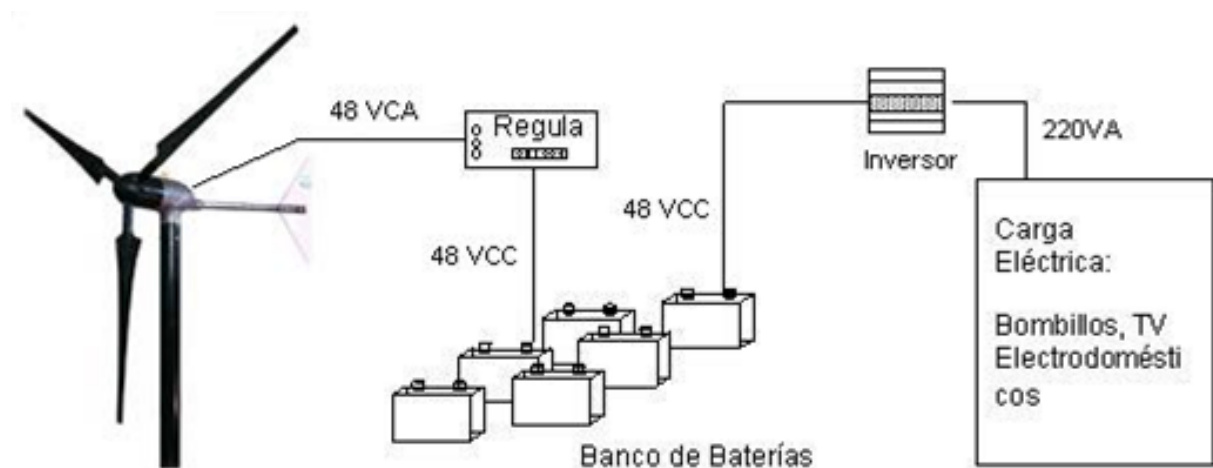 48 VCA
Regula
Inversor
220VA
48 VCC
48 VCC
Carga
Eléctrica:
Bombillos, TV
Electrodomésti
cos
Banco de Baterías